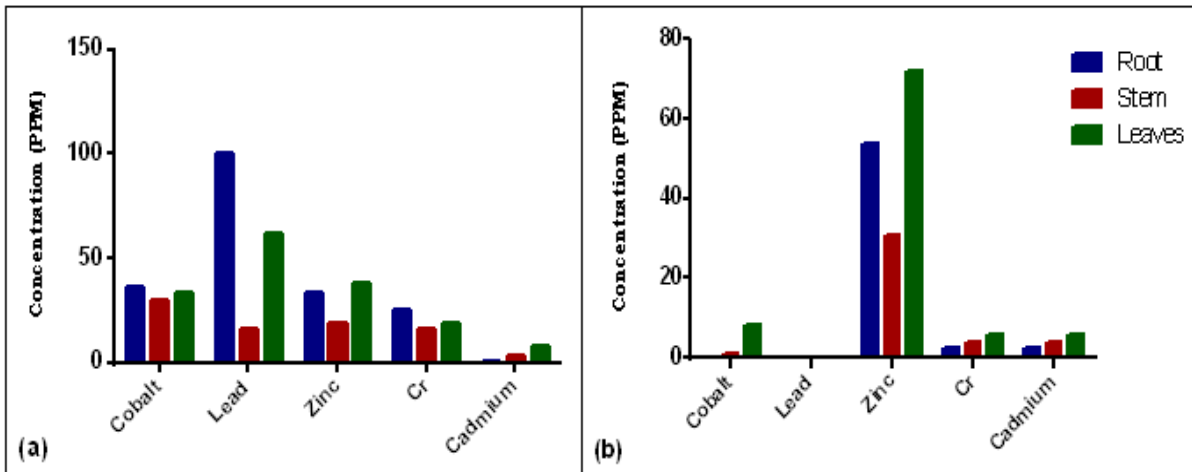 Concentration (PPM)
150
100
50
0
Cobalt
Lead
Zinc
Cr
Cadmium
(a)
Concentration (PPM)
80
60
40
20
0
Cobalt
Lead
Zinc
Cr
Cadmium
(b)
Root
Stem
Leaves